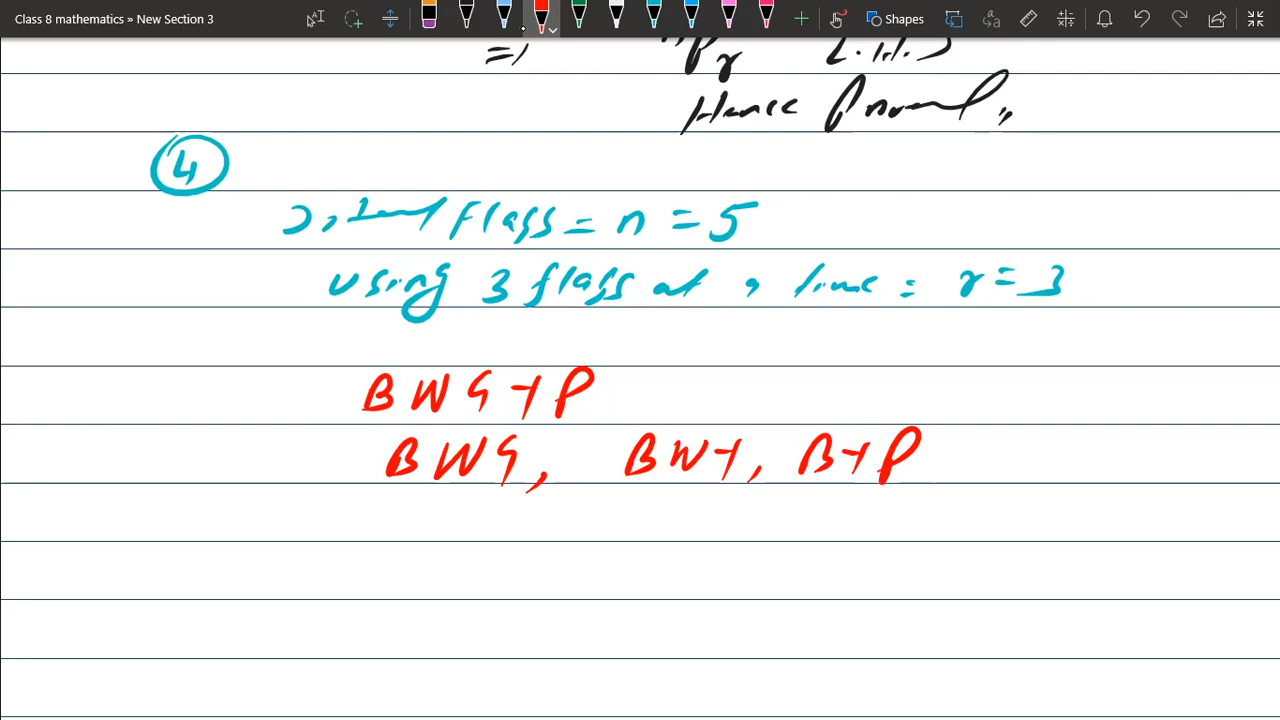 Class 8 mathematics » New Section 3 Shapes
=) ⁿPr L.H.S
Hence Proved,,
4
Total flags = n = 5
using 3 flags at a time = r = 3
B W G Y P
B W G, B W Y, B Y P